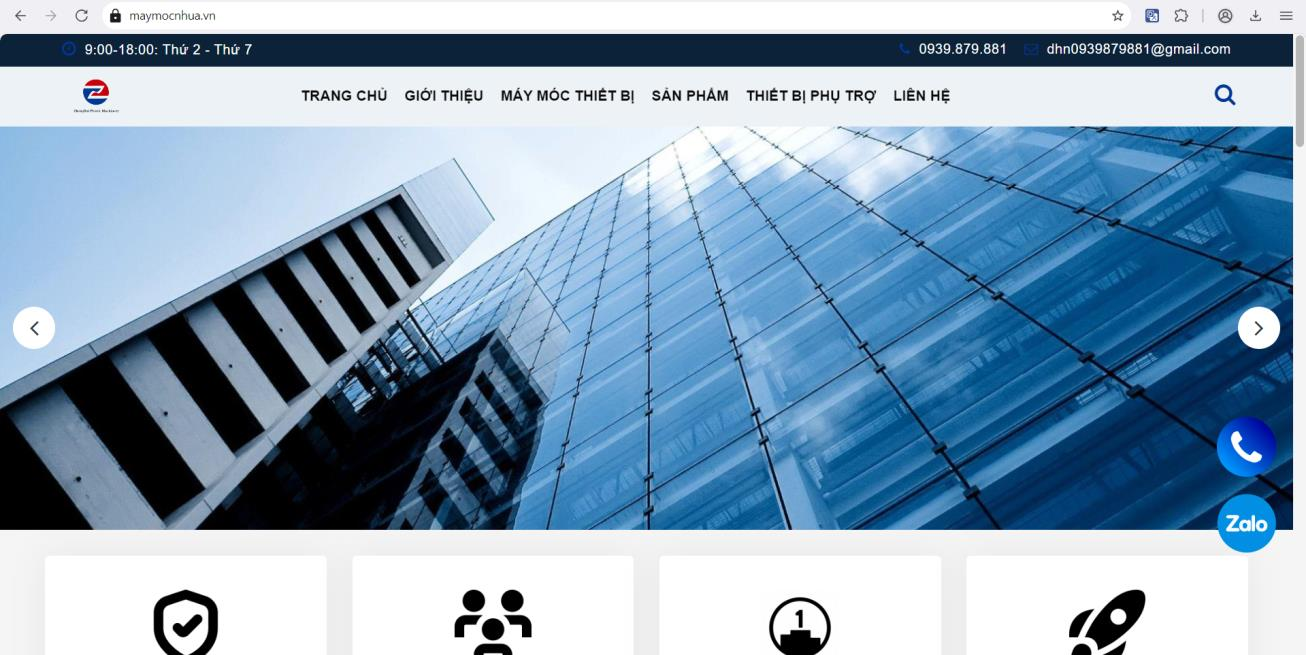 maymocnhua.vn
9:00-18:00: Thứ 2 - Thứ 7
0939.879.881
dhn0939879881@gmail.com
TRANG CHỦ GIỚI THIỆU MÁY MÓC THIẾT BỊ SẢN PHẨM THIẾT BỊ PHỤ TRỢ LIÊN HỆ
Zalo
1